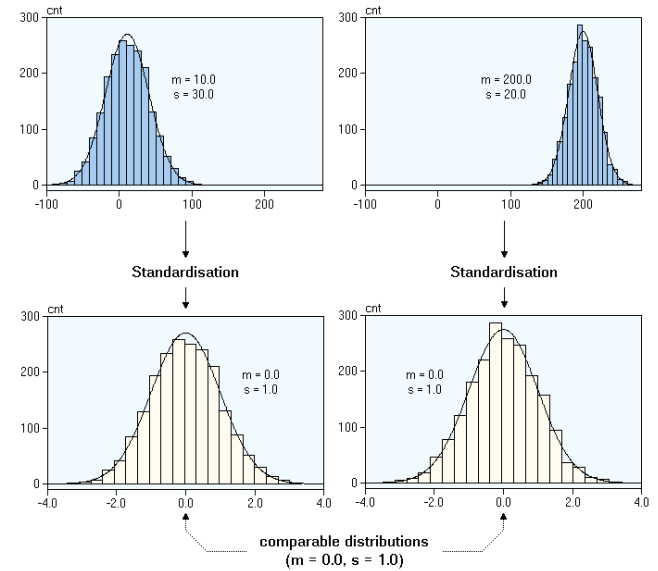 cnt
300
200
100
0
-100 0 100 200
m = 10.0
s = 30.0
cnt
300
200
100
0
-100 0 100 200
m = 200.0
s = 20.0
Standardisation
Standardisation
cnt
300
200
100
0
-4.0 -2.0 0.0 2.0 4.0
m = 0.0
s = 1.0
cnt
300
200
100
0
-4.0 -2.0 0.0 2.0 4.0
m = 0.0
s = 1.0
comparable distributions
(m = 0.0, s = 1.0)